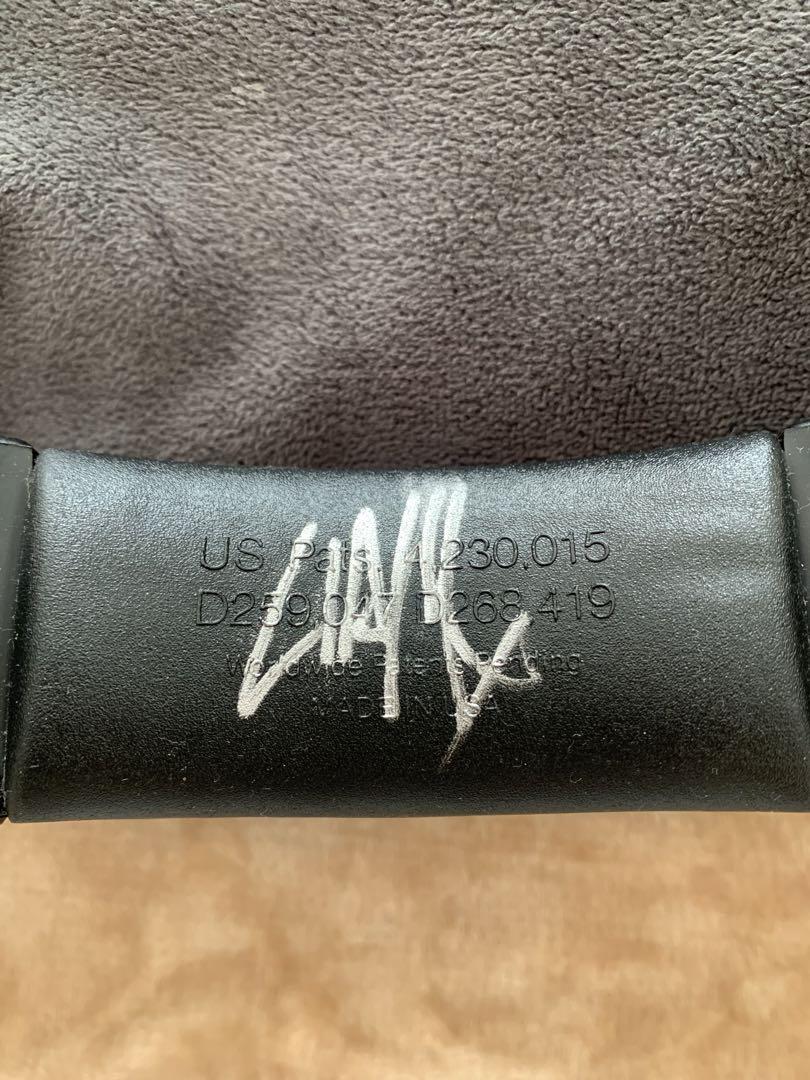 US Pats. 4,230,015
D259,047 D268,419
Worldwide Patents Pending
MADE IN USA